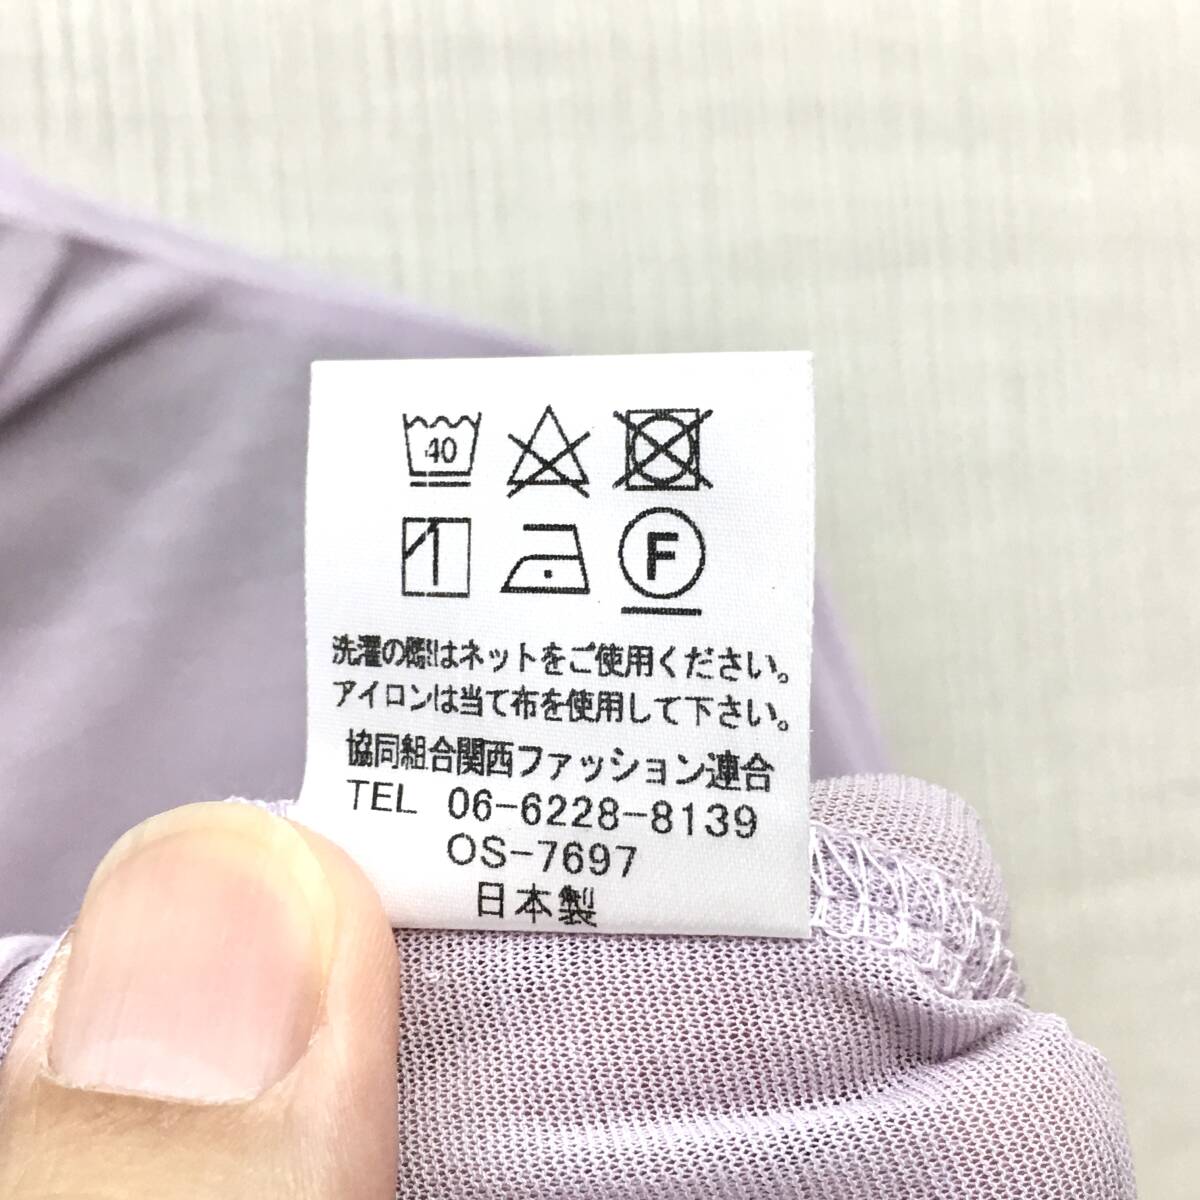 40
F
洗濯の際はネットをご使用ください。
アイロンは当て布を使用して下さい。
協同組合関西ファッション連合
TEL 06-6228-8139
OS-7697
日本製